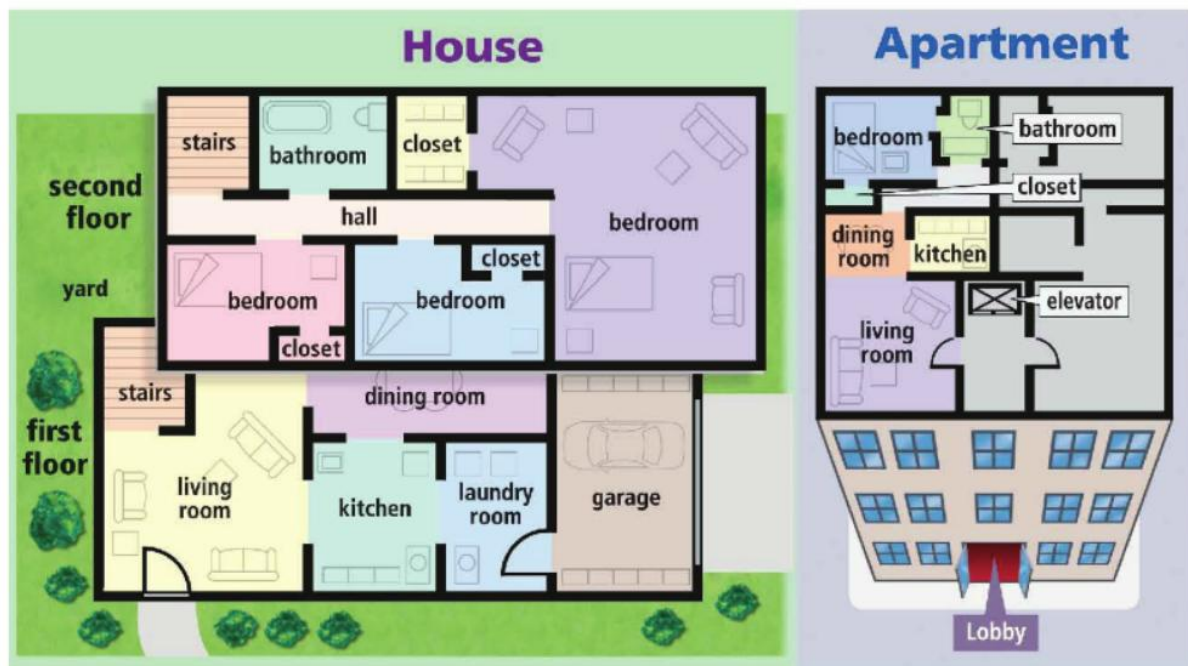 House
stairs
bathroom
closet
second
floor
hall
bedroom
bedroom
closet
bedroom
closet
yard
first
floor
stairs
dining room
living
room
kitchen
laundry
room
garage
Apartment
bedroom
bathroom
closet
dining
room
kitchen
elevator
living
room
Lobby